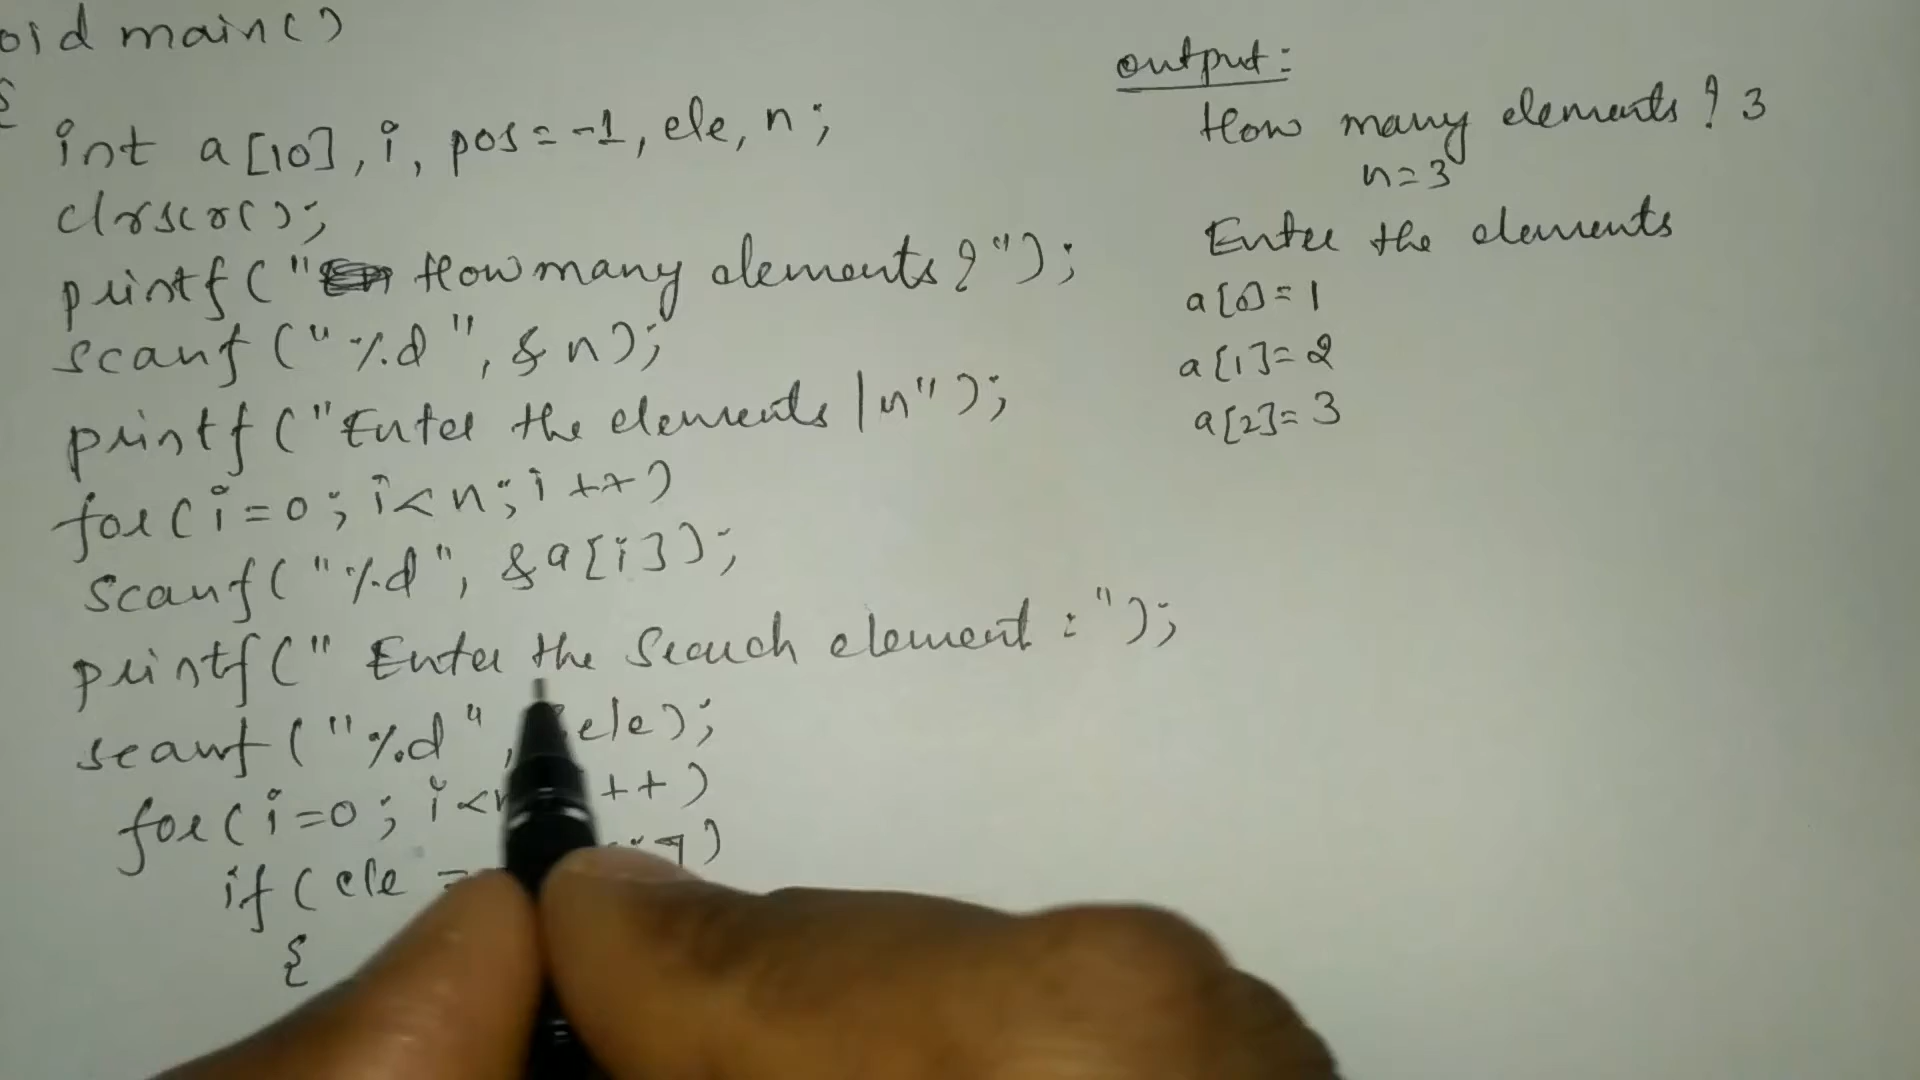 void main()
{
int a[10], i, pos=-1, ele, n;
clrscr();
printf("How many elements?");
scanf("%d", &n);
printf("Enter the elements \n");
for(i=0; i<n; i++)
scanf("%d", &a[i]);
printf(" Enter the Search element :");
scanf("%d", &ele);
for(i=0; i<n ++)
if(ele = i])
{
output:
How many elements? 3
n=3
Enter the elements
a[0]=1
a[1]=2
a[2]=3